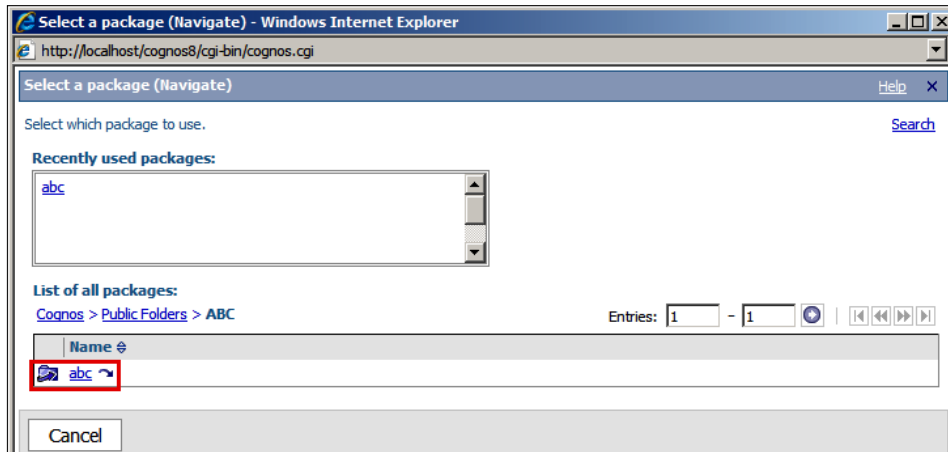 Select a package (Navigate) - Windows Internet Explorer
http://localhost/cognos8/cgi-bin/cognos.cgi
Select a package (Navigate) Help X
Select which package to use. Search
Recently used packages:
abc
List of all packages:
Cognos > Public Folders > ABC Entries: 1 - 1
Name
abc
Cancel